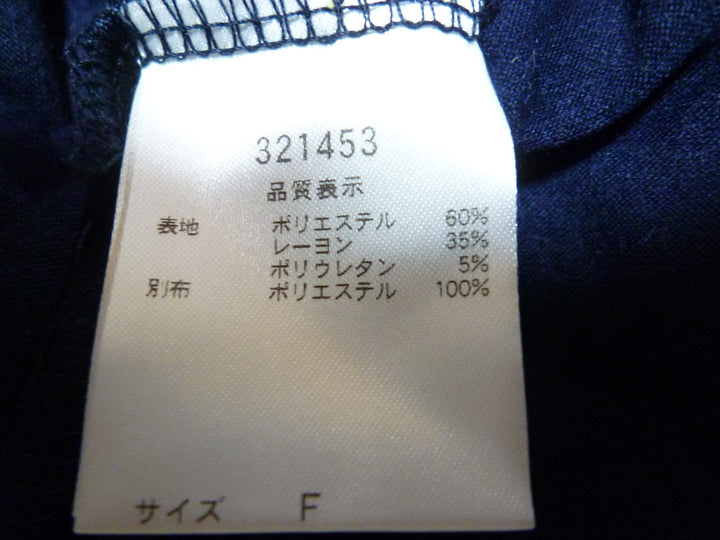 321453
品質表示
表地 ポリエステル 60%
レーヨン 35%
ポリウレタン 5%
別布 ポリエステル 100%
サイズ F